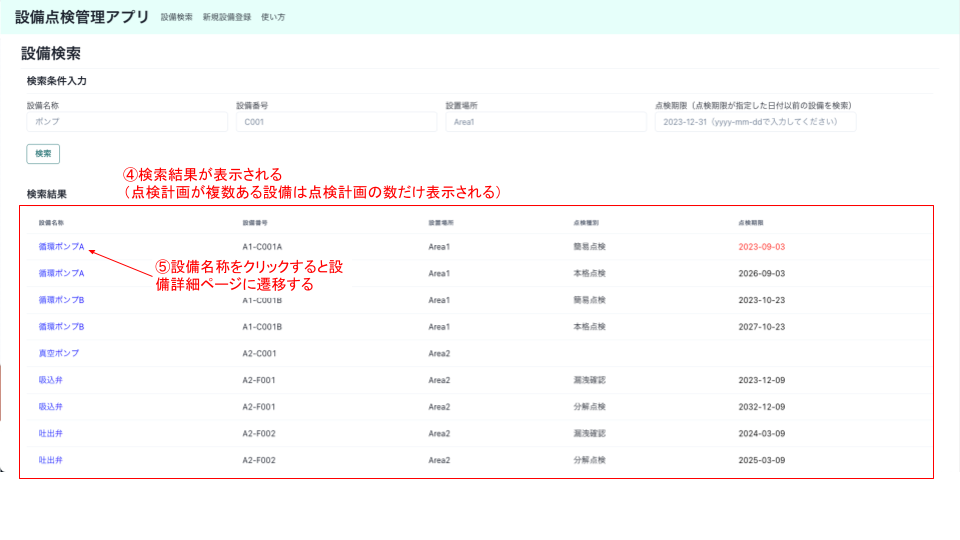 設備点検管理アプリ 設備検索 新規設備登録 使い方
設備検索
検索条件入力
設備名称 設備番号 設置場所 点検期限（点検期限が指定した日付以前の設備を検索）
ポンプ C001 Area1 2023-12-31（yyyy-mm-ddで入力してください）
検索
④検索結果が表示される
（点検計画が複数ある設備は点検計画の数だけ表示される）
検索結果
設備名称 設備番号 設置場所 点検種別 点検期限
循環ポンプA A1-C001A Area1 簡易点検 2023-09-03
⑤設備名称をクリックすると設
備詳細ページに遷移する
循環ポンプA Area1 本格点検 2026-09-03
循環ポンプB A1-C001B Area1 簡易点検 2023-10-23
循環ポンプB A1-C001B Area1 本格点検 2027-10-23
真空ポンプ A2-C001 Area2
吸込弁 A2-F001 Area2 漏洩確認 2023-12-09
吸込弁 A2-F001 Area2 分解点検 2032-12-09
吐出弁 A2-F002 Area2 漏洩確認 2024-03-09
吐出弁 A2-F002 Area2 分解点検 2025-03-09